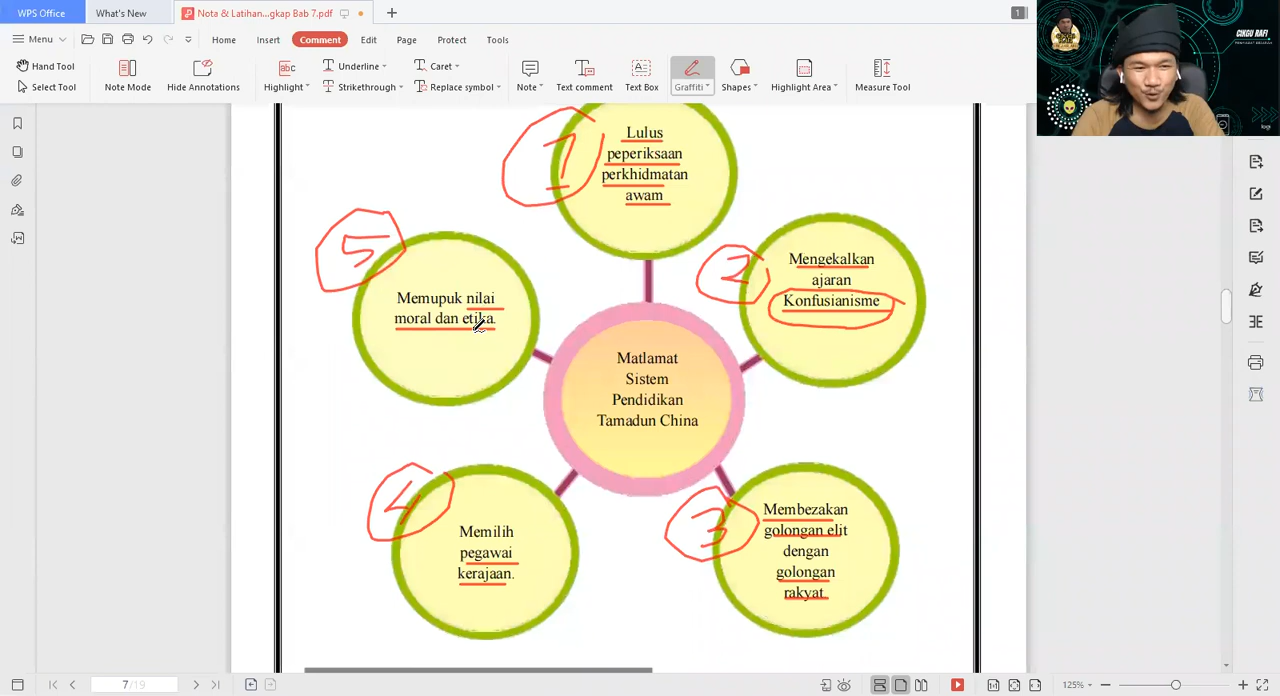 WPS Office
What's New
Nota & Latihan...gkap Bab 7.pdf
1
Menu
Home
Insert
Comment
Edit
Page
Protect
Tools
Hand Tool
Select Tool
Note Mode
Hide Annotations
Highlight
Underline
Strikethrough
Caret
Replace symbol
Note
Text comment
Text Box
Graffiti
Shapes
Highlight Area
Measure Tool
CIKGU RAFI
1
Lulus
peperiksaan
perkhidmatan
awam
2
Mengekalkan
ajaran
Konfusianisme
3
Membezakan
golongan elit
dengan
golongan
rakyat.
4
Memilih
pegawai
kerajaan.
5
Memupuk nilai
moral dan etika.
Matlamat
Sistem
Pendidikan
Tamadun China
7/19
125%